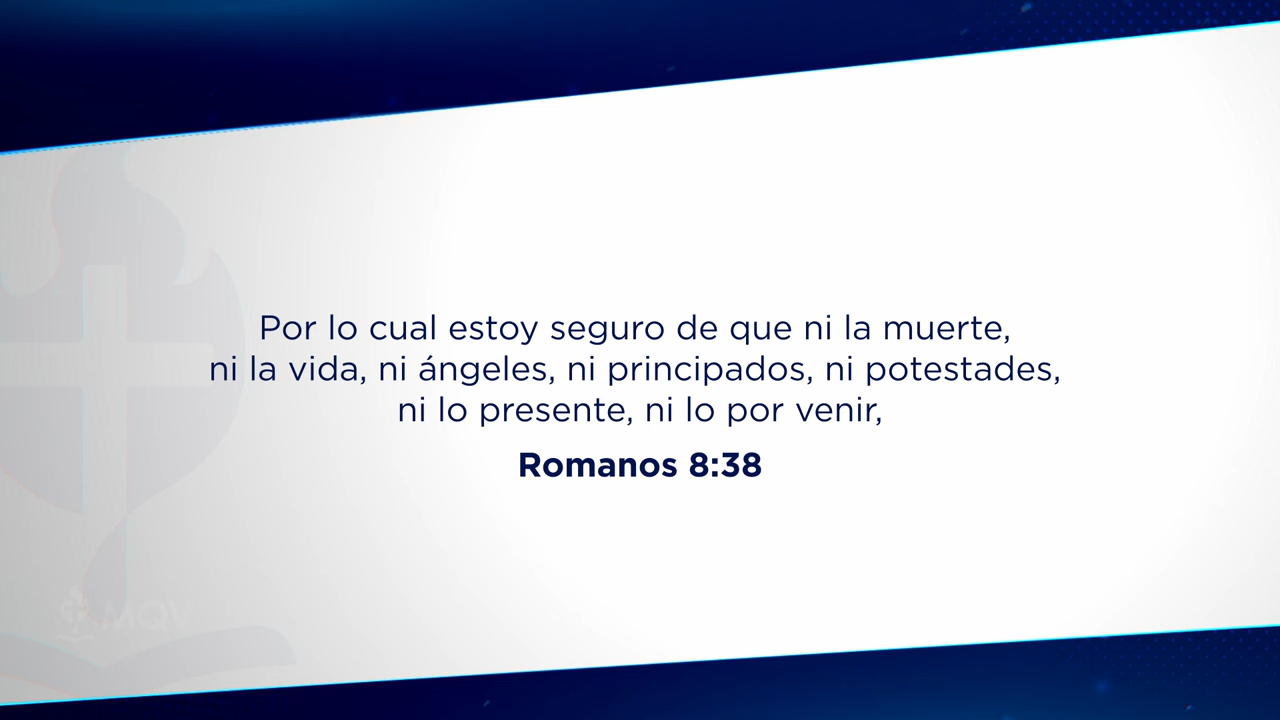 Por lo cual estoy seguro de que ni la muerte,
ni la vida, ni ángeles, ni principados, ni potestades,
ni lo presente, ni lo por venir,
Romanos 8:38
MQV